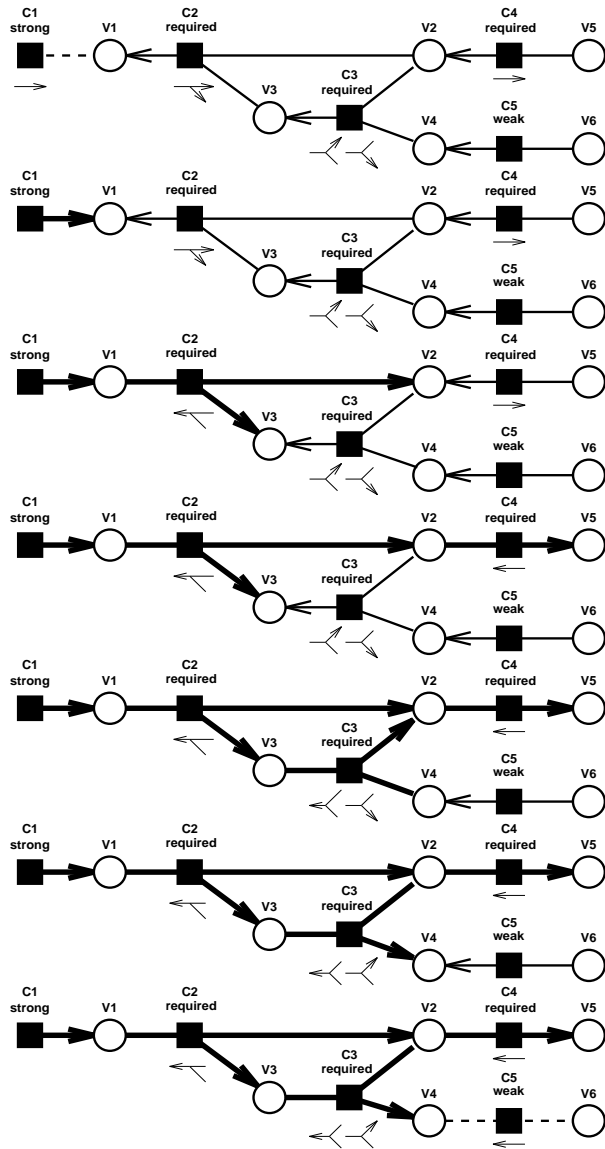 C1
strong
V1
C2
required
V2
C4
required
V5
V3
C3
required
V4
C5
weak
V6
C1
strong
V1
C2
required
V2
C4
required
V5
V3
C3
required
V4
C5
weak
V6
C1
strong
V1
C2
required
V2
C4
required
V5
V3
C3
required
V4
C5
weak
V6
C1
strong
V1
C2
required
V2
C4
required
V5
V3
C3
required
V4
C5
weak
V6
C1
strong
V1
C2
required
V2
C4
required
V5
V3
C3
required
V4
C5
weak
V6
C1
strong
V1
C2
required
V2
C4
required
V5
V3
C3
required
V4
C5
weak
V6
C1
strong
V1
C2
required
V2
C4
required
V5
V3
C3
required
V4
C5
weak
V6